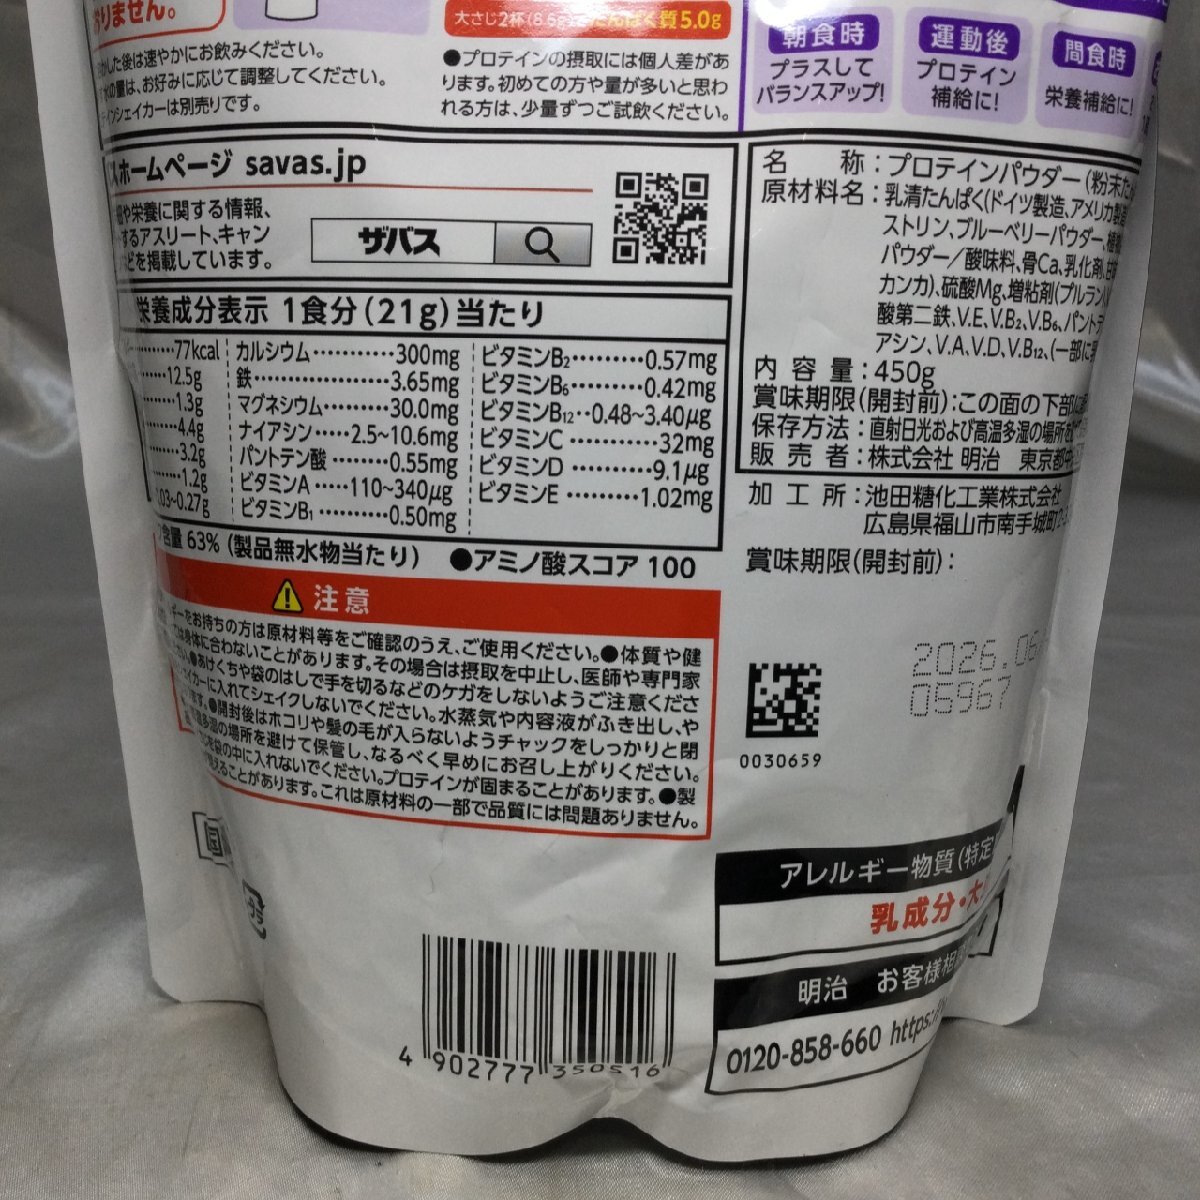 りません。
かした後は速やかにお飲みください。
の量は、お好みに応じて調整してください。
インシェイカーは別売りです。
大さじ2杯(8.5g)で たんぱく質5.0g
●プロテインの摂取には個人差があ
ります。初めての方や量が多いと思わ
れる方は、少量ずつご試飲ください。
朝食時
プラスして
バランスアップ!
運動後
プロテイン
補給に!
間食時
栄養補給に!
ホームページ savas.jp
や栄養に関する情報、
するアスリート、キャン
どを掲載しています。
ザバス
栄養成分表示 1食分(21g)当たり
77kcal
12.5g
1.3g
4.4g
3.2g
1.2g
.03~0.27g
カルシウム…………300mg
鉄………………3.65mg
マグネシウム………30.0mg
ナイアシン……2.5~10.6mg
パントテン酸………0.55mg
ビタミンA……110~340μg
ビタミンB₁…………0.50mg
ビタミンB₂…………0.57mg
ビタミンB₆…………0.42mg
ビタミンB₁₂‥0.48~3.40μg
ビタミンC……………32mg
ビタミンD……………9.1μg
ビタミンE…………1.02mg
含量 63% (製品無水物当たり) ●アミノ酸スコア 100
注意
ギーをお持ちの方は原材料等をご確認のうえ、ご使用ください。●体質や健
身体に合わないことがあります。その場合は摂取を中止し、医師や専門家
●あけくちや袋のはしで手を切るなどのケガをしないようご注意くださ
イカーに入れてシェイクしないでください。水蒸気や内容液がふき出し、や
ます。●開封後はホコリや髪の毛が入らないようチャックをしっかりと閉
温多湿の場所を避けて保管し、なるべく早めにお召し上がりください。
を袋の中に入れないでください。プロテインが固まることがあります。●製
えることがあります。これは原材料の一部で品質には問題ありません。
名称:プロテインパウダー(粉末た
原材料名:乳清たんぱく(ドイツ製造、アメリカ製造
ストリン、ブルーベリーパウダー、植
パウダー/酸味料、骨Ca、乳化剤、甘
カンカ)、硫酸Mg、増粘剤(プルラン
酸第二鉄、V.E、V.B₂、V.B₆、パントテ
アシン、V.A、V.D、V.B₁₂、(一部に乳
内容量:450g
賞味期限(開封前):この面の下部に
保存方法:直射日光および高温多湿の場所を
販売者:株式会社 明治 東京都中
加工所:池田糖化工業株式会社
広島県福山市南手城町2-3
賞味期限(開封前):
2026.06
05967
0030659
アレルギー物質(特定
乳成分・大
明治 お客様相談
0120-858-660 https:
4 902777 350516